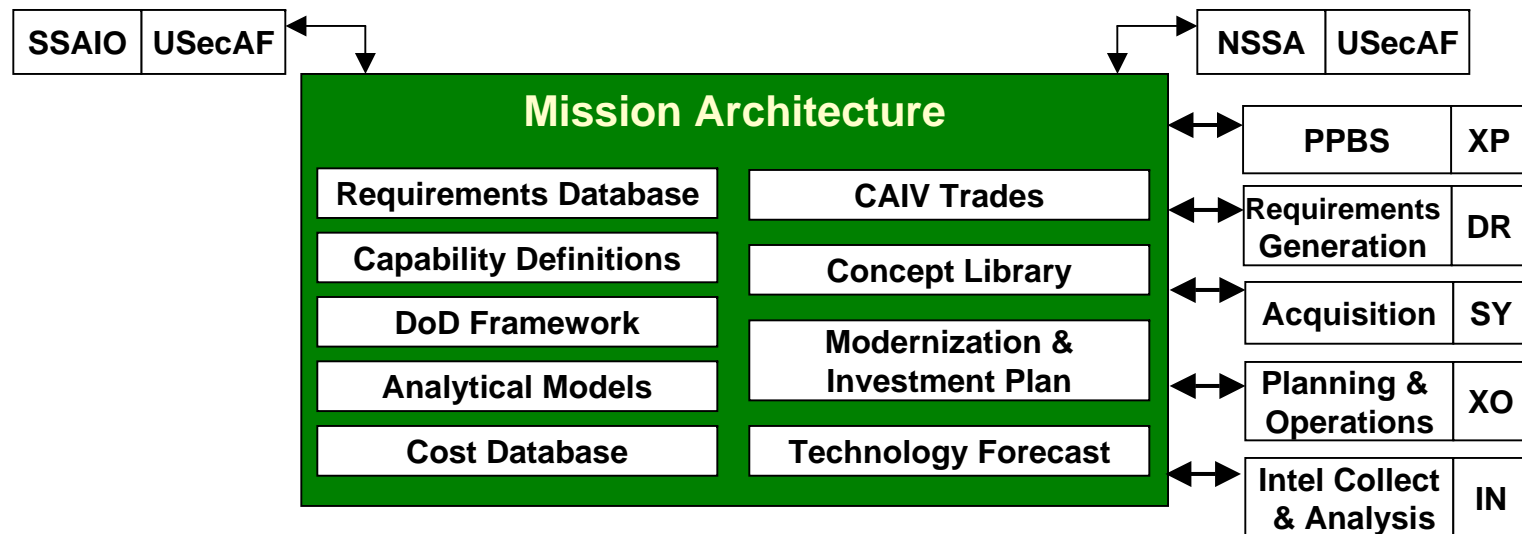 SSAIO USecAF
NSSA USecAF
Mission Architecture
Requirements Database
Capability Definitions
DoD Framework
Analytical Models
Cost Database
CAIV Trades
Concept Library
Modernization &
Investment Plan
Technology Forecast
PPBS XP
Requirements
Generation
DR
Acquisition SY
Planning &
Operations
XO
Intel Collect
& Analysis
IN